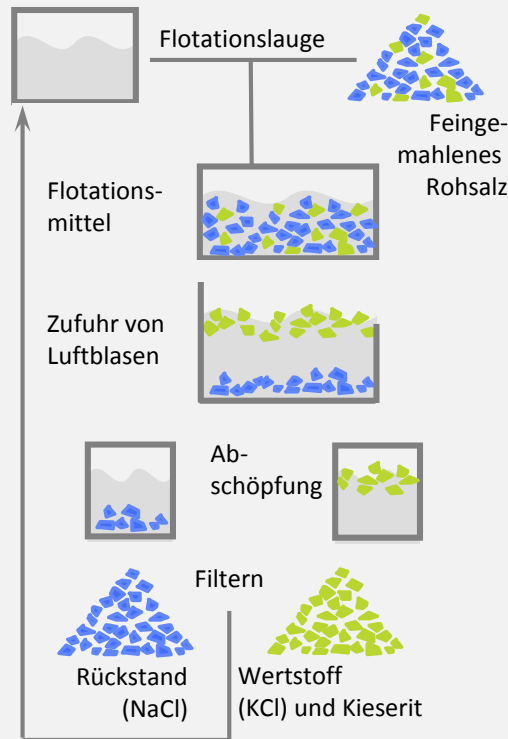 Flotationslauge
Feinge-
mahlenes
Rohsalz
Flotations-
mittel
Zufuhr von
Luftblasen
Ab-
schöpfung
Filtern
Rückstand
(NaCl)
Wertstoff
(KCl) und Kieserit